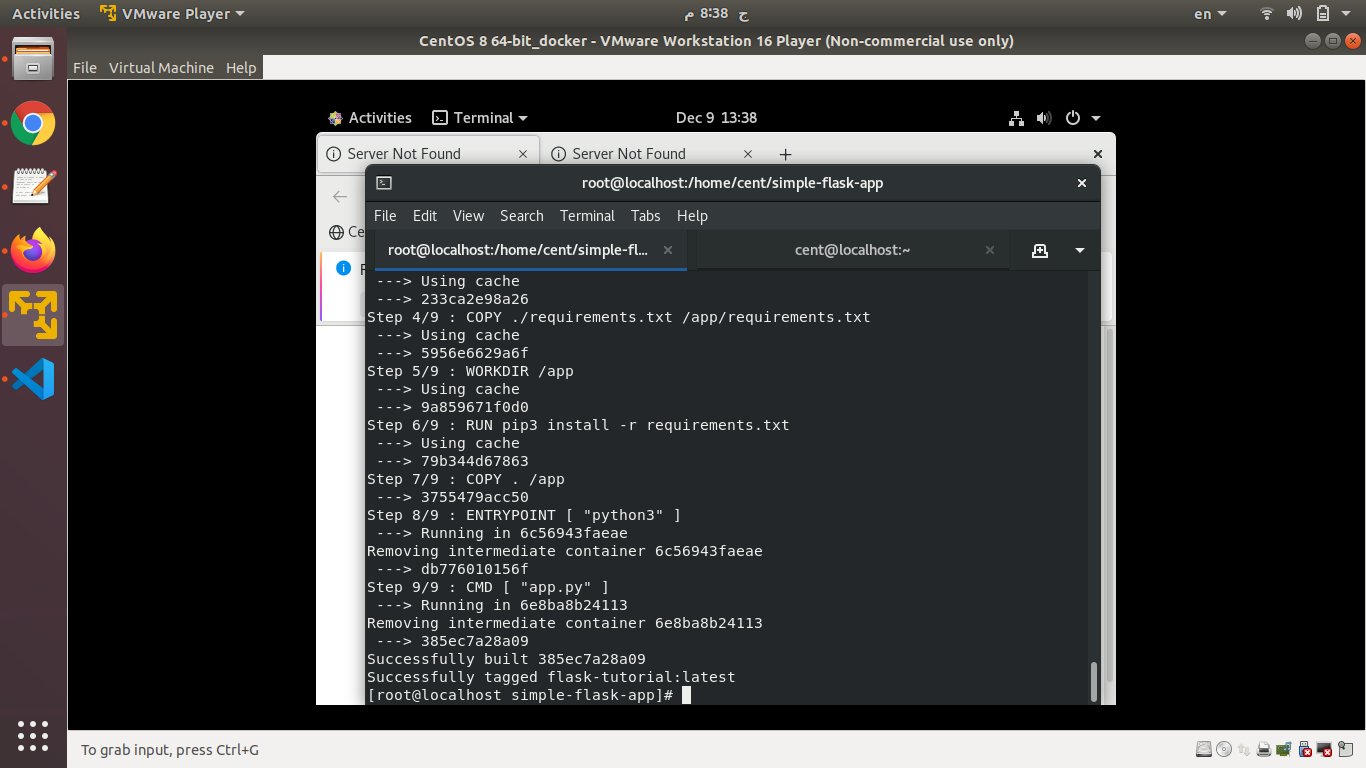 Activities
VMware Player
8:38 م ح
en
CentOS 8 64-bit_docker - VMware Workstation 16 Player (Non-commercial use only)
File Virtual Machine Help
Activities
Terminal
Dec 9 13:38
Server Not Found
Server Not Found
root@localhost:/home/cent/simple-flask-app
File Edit View Search Terminal Tabs Help
Ce
root@localhost:/home/cent/simple-fl...
cent@localhost:~
---> Using cache
---> 233ca2e98a26
Step 4/9 : COPY ./requirements.txt /app/requirements.txt
---> Using cache
---> 5956e6629a6f
Step 5/9 : WORKDIR /app
---> Using cache
---> 9a859671f0d0
Step 6/9 : RUN pip3 install -r requirements.txt
---> Using cache
---> 79b344d67863
Step 7/9 : COPY . /app
---> 3755479acc50
Step 8/9 : ENTRYPOINT [ "python3" ]
---> Running in 6c56943faeae
Removing intermediate container 6c56943faeae
---> db776010156f
Step 9/9 : CMD [ "app.py" ]
---> Running in 6e8ba8b24113
Removing intermediate container 6e8ba8b24113
---> 385ec7a28a09
Successfully built 385ec7a28a09
Successfully tagged flask-tutorial:latest
[root@localhost simple-flask-app]#
To grab input, press Ctrl+G